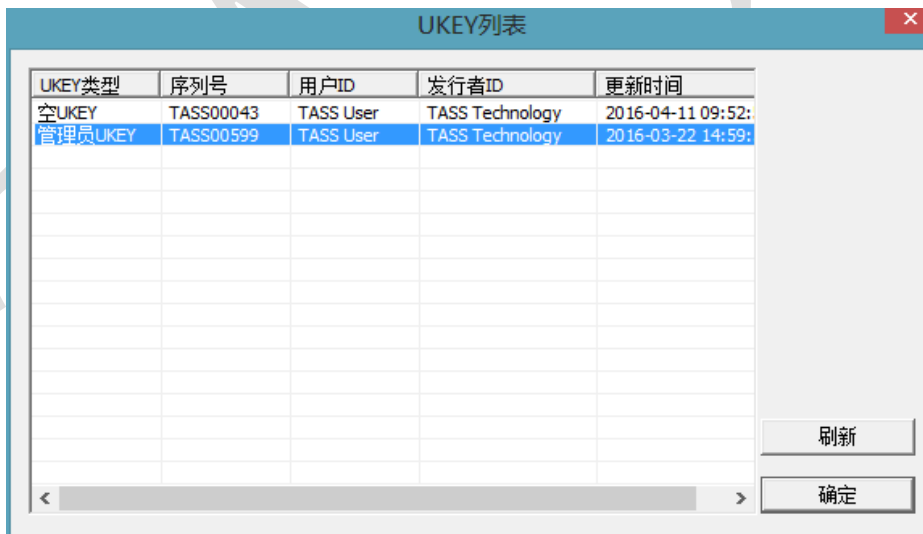 UKEY列表
UKEY类型 序列号 用户ID 发行者ID 更新时间
空UKEY TASS00043 TASS User TASS Technology 2016-04-11 09:52:
管理员UKEY TASS00599 TASS User TASS Technology 2016-03-22 14:59:
刷新
确定